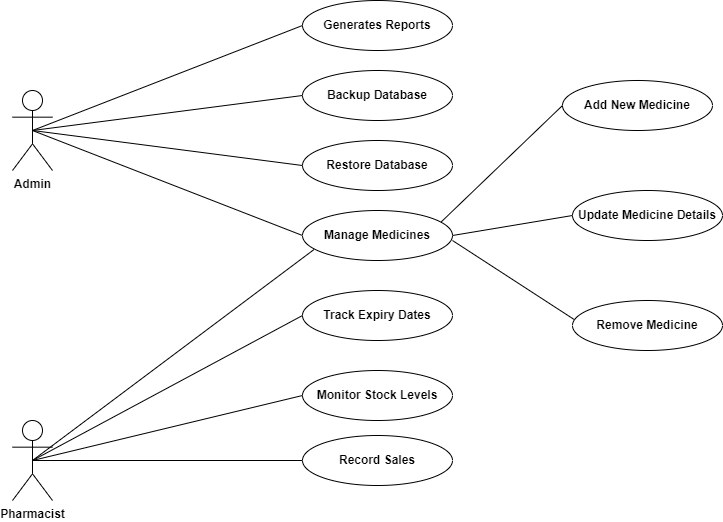 Generates Reports
Backup Database
Add New Medicine
Restore Database
Admin
Update Medicine Details
Manage Medicines
Track Expiry Dates
Remove Medicine
Monitor Stock Levels
Record Sales
Pharmacist